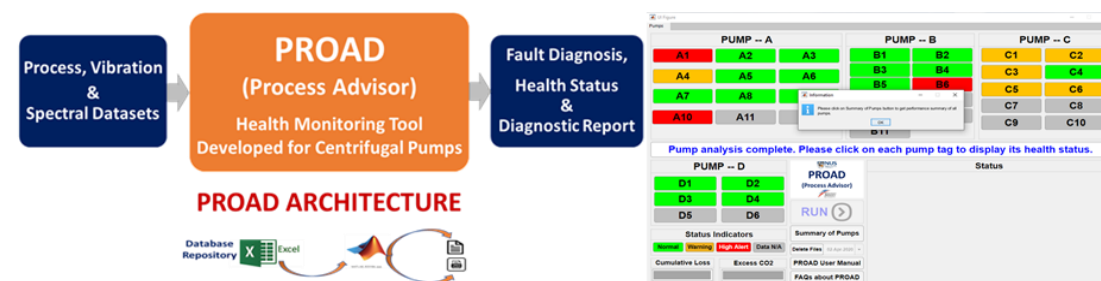 Process, Vibration
&
Spectral Datasets
PROAD
(Process Advisor)
Health Monitoring Tool
Developed for Centrifugal Pumps
Fault Diagnosis,
Health Status
&
Diagnostic Report
PROAD ARCHITECTURE
Database
Repository
Excel
Pumps
PUMP -- A
PUMP -- B
PUMP -- C
A1 A2 A3 B1 B2 C1 C2
A4 A5 A6 B3 B4 C3 C4
B5 B6 C5 C6
A7 A8 C7 C8
A10 A11 C9 C10
B11
Information
Please click on Summary of Pumps button to get performance summary of all
pumps.
OK
Pump analysis complete. Please click on each pump tag to display its health status.
PUMP -- D
D1 D2
D3 D4
D5 D6
Status Indicators
Normal Warning High Alert Data N/A
Cumulative Loss Excess CO2
NUS
PROAD
(Process Advisor)
RUN
Summary of Pumps
Delete Files
PROAD User Manual
FAQs about PROAD
Status